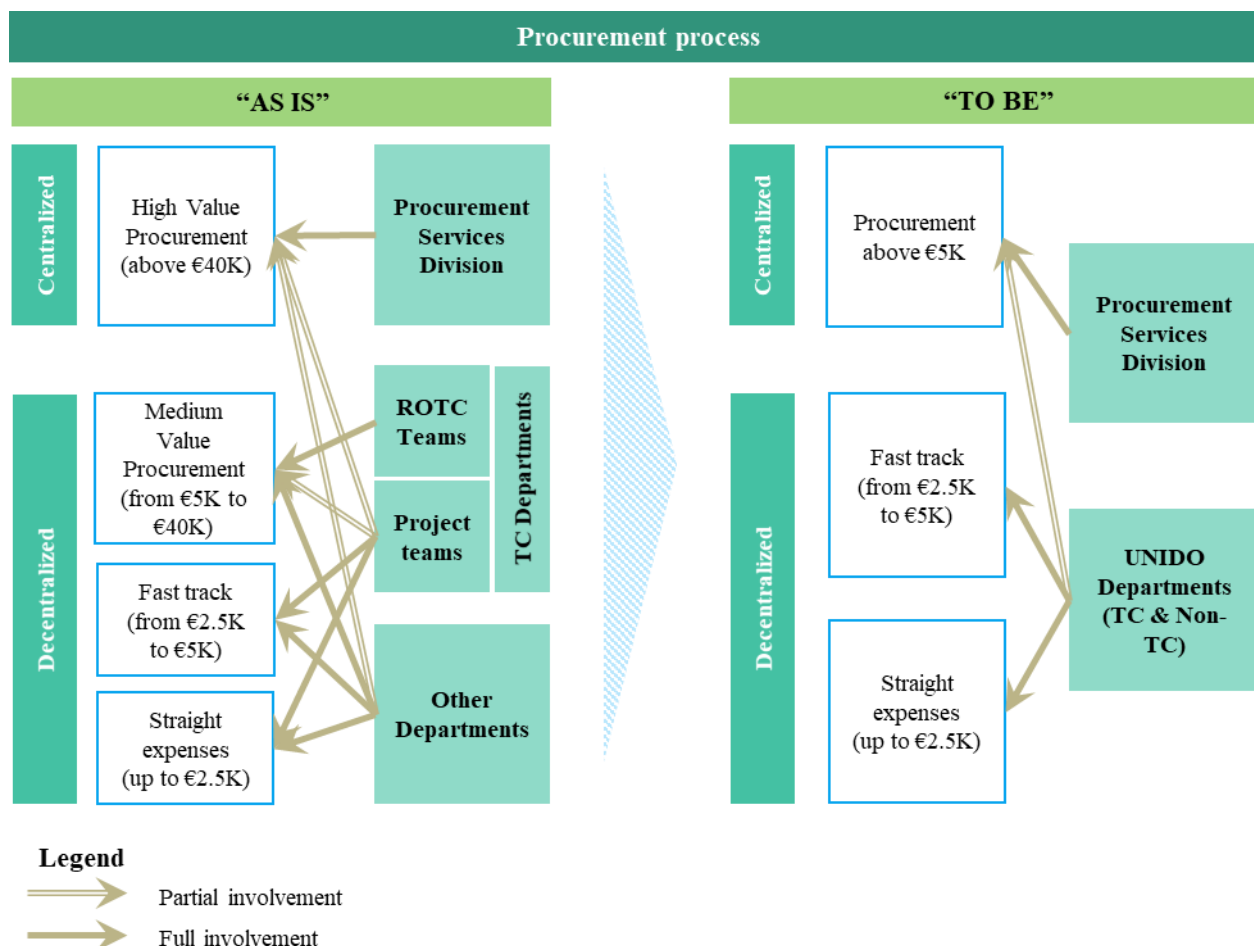 Procurement process
“AS IS”
“TO BE”
Centralized
High Value
Procurement
(above €40K)
Procurement
Services
Division
Decentralized
Medium
Value
Procurement
(from €5K to
€40K)
Fast track
(from €2.5K
to €5K)
Straight
expenses
(up to €2.5K)
ROTC
Teams
Project
teams
TC Departments
Other
Departments
Centralized
Procurement
above €5K
Procurement
Services
Division
Decentralized
Fast track
(from €2.5K
to €5K)
Straight
expenses
(up to €2.5K)
UNIDO
Departments
(TC & Non-
TC)
Legend
Partial involvement
Full involvement